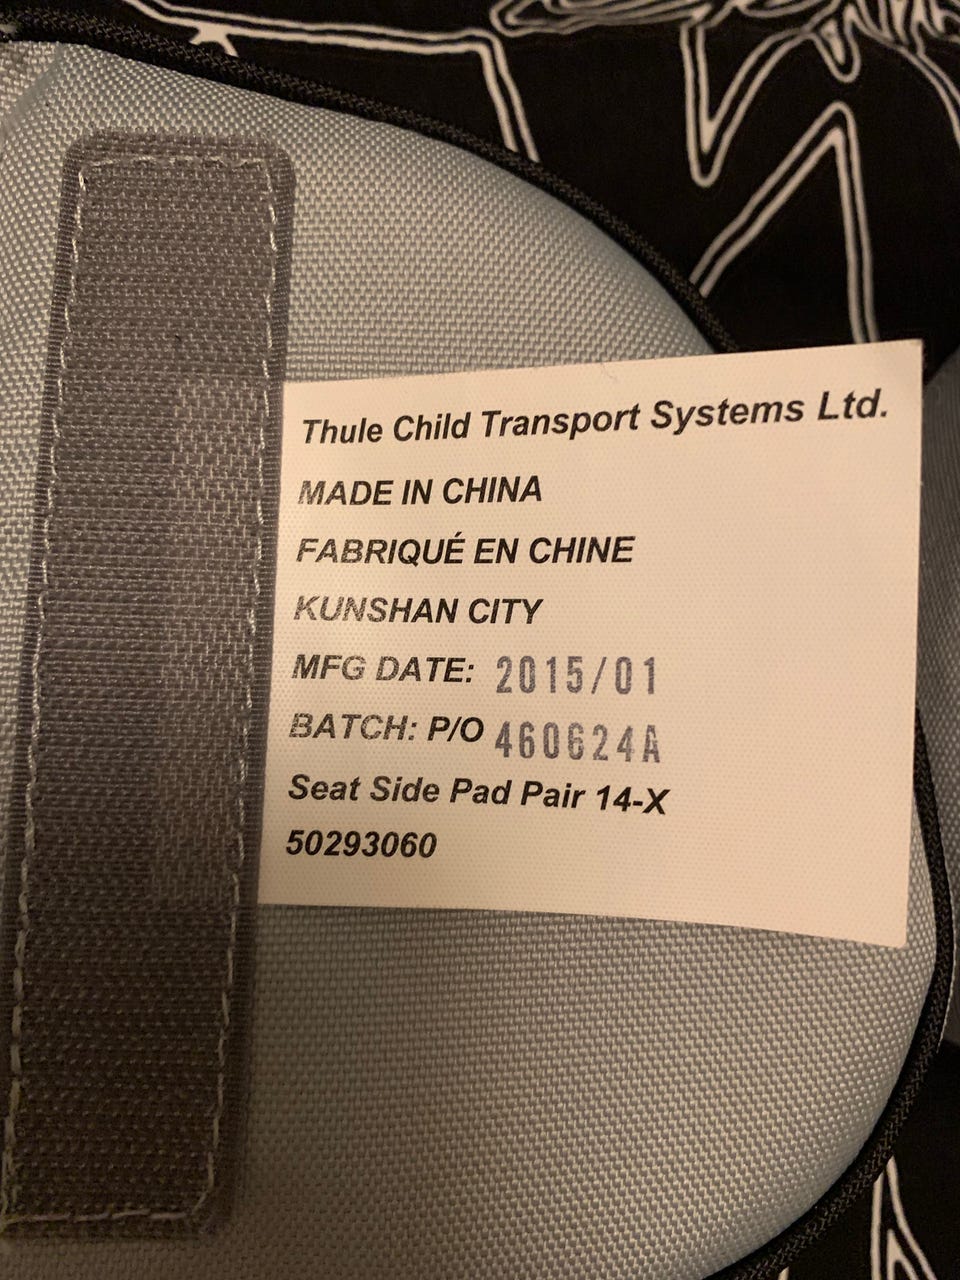 Thule Child Transport Systems Ltd.
MADE IN CHINA
FABRIQUÉ EN CHINE
KUNSHAN CITY
MFG DATE: 2015/01
BATCH: P/O 460624A
Seat Side Pad Pair 14-X
50293060